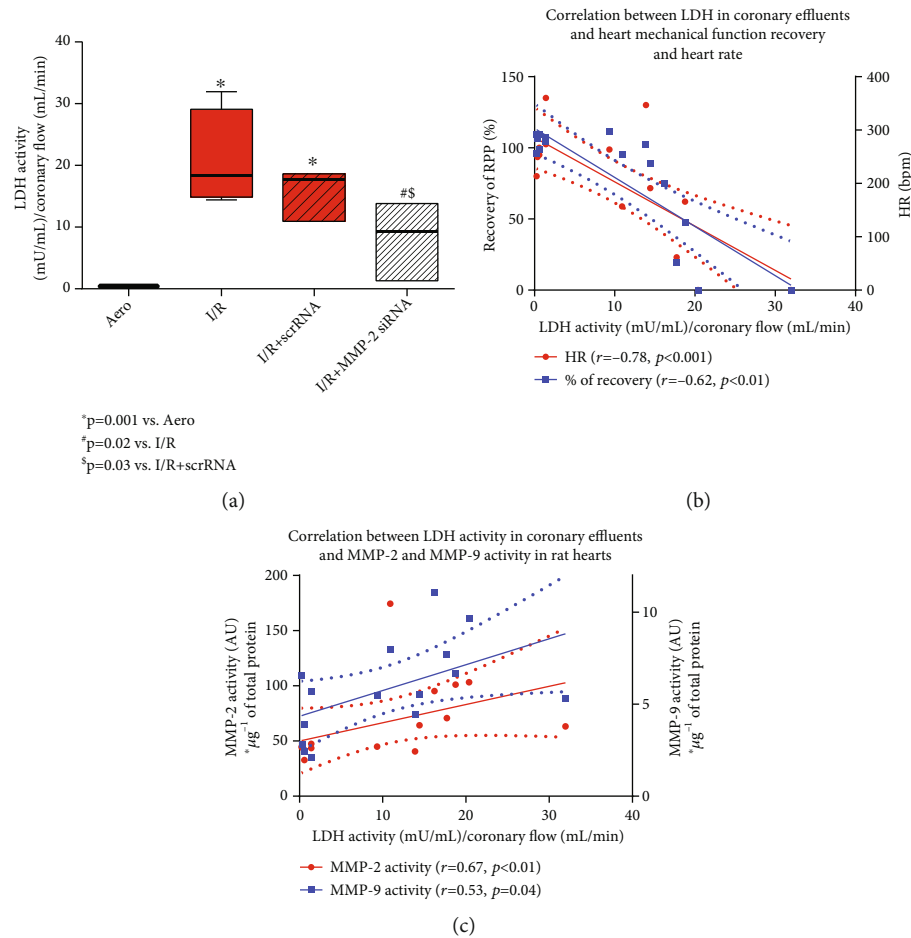 40
30
20
10
0
LDH activity
(mU/mL)/coronary flow (mL/min)
*
*
#$
Aero
I/R
I/R+scrRNA
I/R+MMP-2 siRNA
*p=0.001 vs. Aero
#p=0.02 vs. I/R
$p=0.03 vs. I/R+scrRNA
(a)
Correlation between LDH in coronary effluents
and heart mechanical function recovery
and heart rate
150
100
50
0
Recovery of RPP (%)
400
300
200
100
0
HR (bpm)
0 10 20 30 40
LDH activity (mU/mL)/coronary flow (mL/min)
HR (r=–0.78, p<0.001)
% of recovery (r=–0.62, p<0.01)
(b)
Correlation between LDH activity in coronary effluents
and MMP-2 and MMP-9 activity in rat hearts
200
150
100
50
0
MMP-2 activity (AU)
*μg⁻¹ of total protein
10
5
0
MMP-9 activity (AU)
*μg⁻¹ of total protein
0 10 20 30 40
LDH activity (mU/mL)/coronary flow (mL/min)
MMP-2 activity (r=0.67, p<0.01)
MMP-9 activity (r=0.53, p=0.04)
(c)